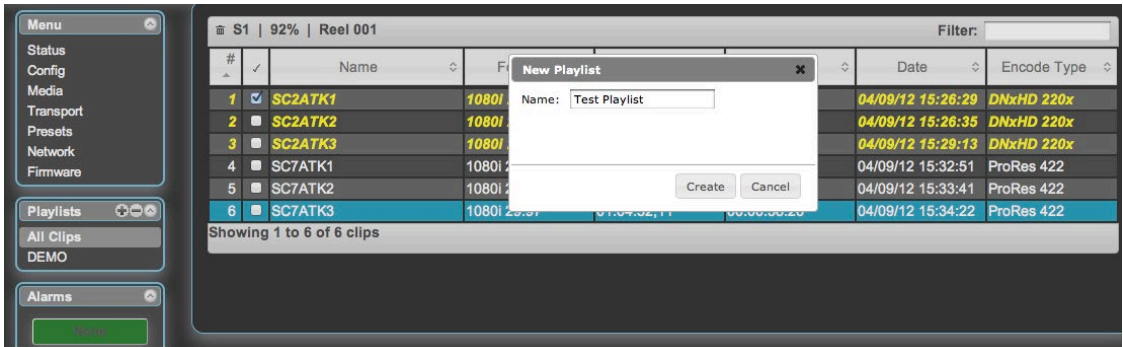 Menu
Status
Config
Media
Transport
Presets
Network
Firmware
Playlists
All Clips
DEMO
Alarms
None
S1 | 92% | Reel 001 Filter:
# ✓ Name Date Encode Type
1 SC2ATK1 1080i 04/09/12 15:26:29 DNxHD 220x
2 SC2ATK2 1080i 04/09/12 15:26:35 DNxHD 220x
3 SC2ATK3 1080i 04/09/12 15:29:13 DNxHD 220x
4 SC7ATK1 1080i 04/09/12 15:32:51 ProRes 422
5 SC7ATK2 1080i 04/09/12 15:33:41 ProRes 422
6 SC7ATK3 1080i 29.97 04/09/12 15:34:22 ProRes 422
Showing 1 to 6 of 6 clips
New Playlist
Name: Test Playlist
Create Cancel